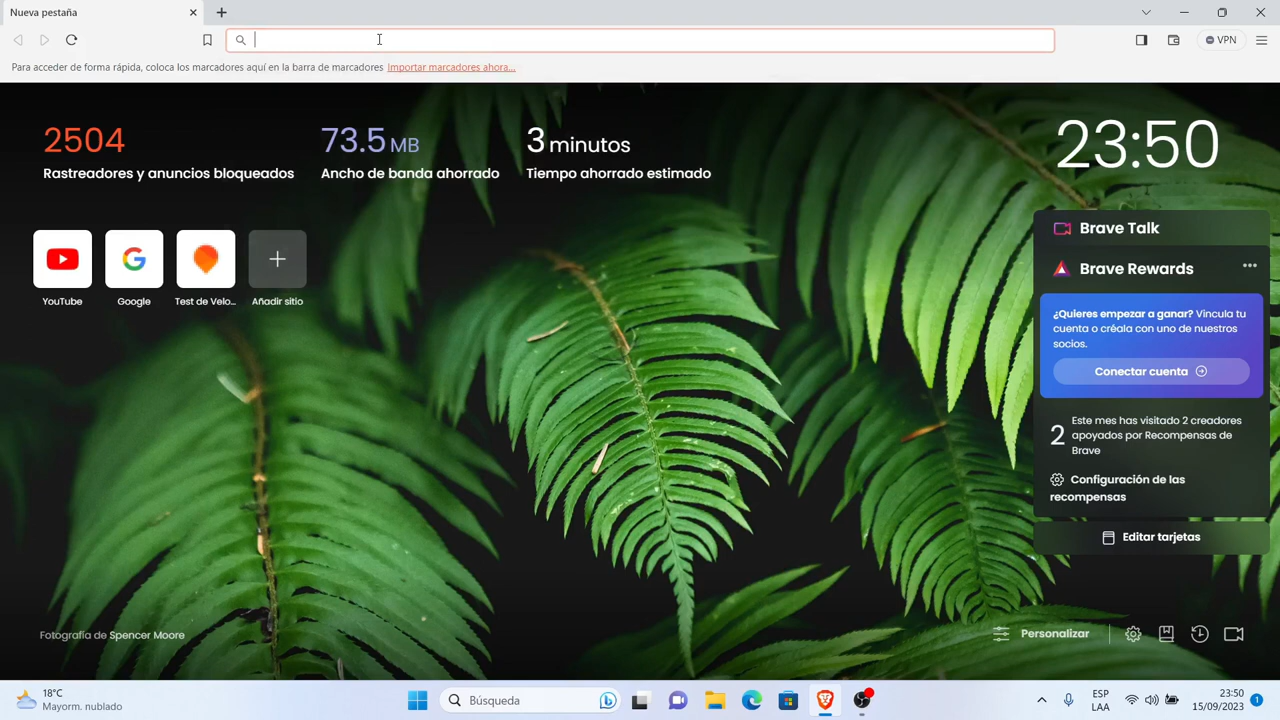 Nueva pestaña
VPN
Para acceder de forma rápida, coloca los marcadores aquí en la barra de marcadores Importar marcadores ahora...
2504
Rastreadores y anuncios bloqueados
73.5 MB
Ancho de banda ahorrado
3 minutos
Tiempo ahorrado estimado
23:50
YouTube
Google
Test de Velo...
Añadir sitio
Brave Talk
Brave Rewards
¿Quieres empezar a ganar? Vincula tu
cuenta o créala con uno de nuestros
socios.
Conectar cuenta
2
Este mes has visitado 2 creadores
apoyados por Recompensas de
Brave
Configuración de las
recompensas
Editar tarjetas
Fotografía de Spencer Moore
Personalizar
18°C
Mayorm. nublado
Búsqueda
ESP
LAA
23:50
15/09/2023
1